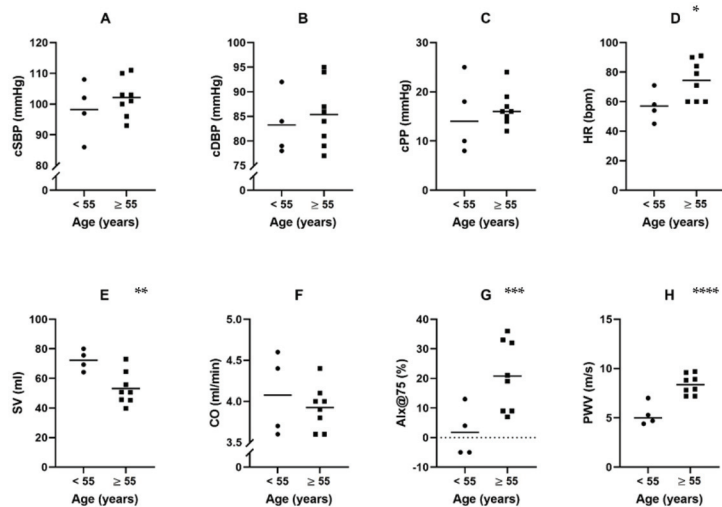 A
cSBP (mmHg)
120
110
100
90
80
0
< 55
≥ 55
Age (years)
B
cDBP (mmHg)
100
95
90
85
80
75
0
< 55
≥ 55
Age (years)
C
cPP (mmHg)
30
20
10
0
< 55
≥ 55
Age (years)
D
*
HR (bpm)
100
80
60
40
20
0
< 55
≥ 55
Age (years)
E
**
SV (ml)
100
80
60
40
20
0
< 55
≥ 55
Age (years)
F
CO (ml/min)
5.0
4.5
4.0
3.5
0
< 55
≥ 55
Age (years)
G
***
AIx@75 (%)
40
30
20
10
0
-10
< 55
≥ 55
Age (years)
H
****
PWV (m/s)
15
10
5
0
< 55
≥ 55
Age (years)